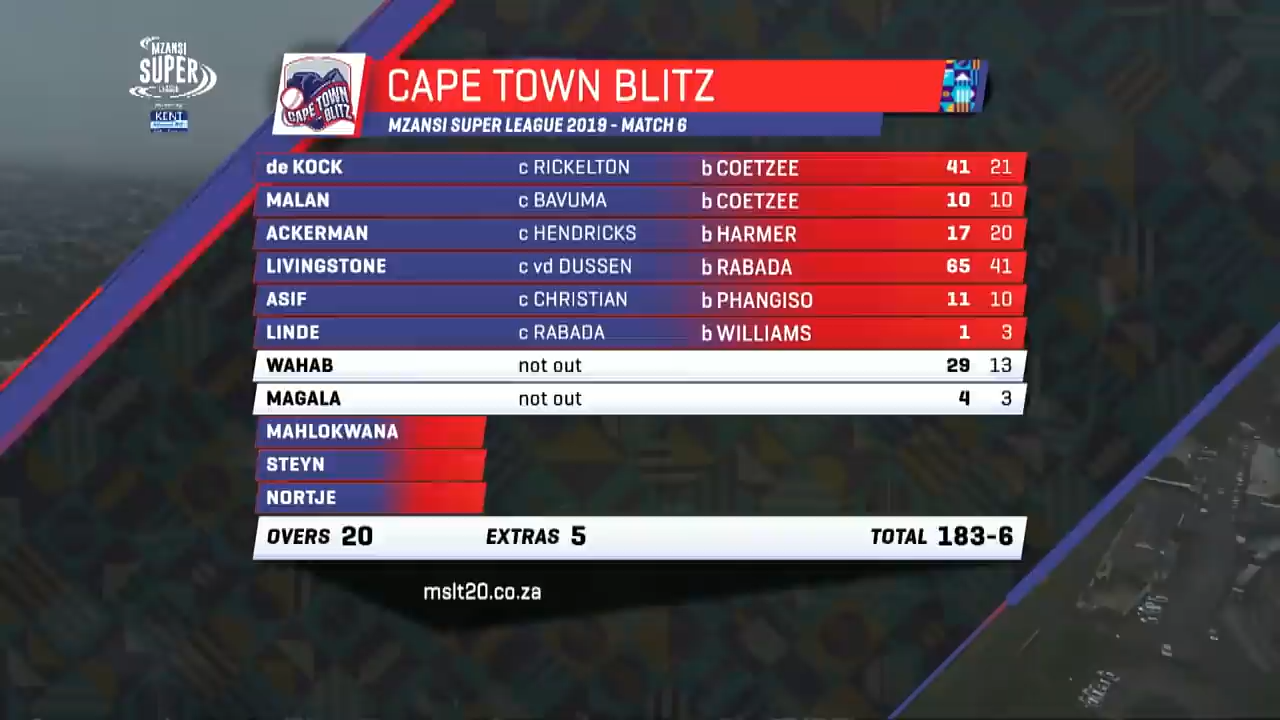 MZANSI
SUPER
LEAGUE
KENT
CAPE TOWN
BLITZ
CAPE TOWN BLITZ
MZANSI SUPER LEAGUE 2019 - MATCH 6
de KOCK c RICKELTON b COETZEE 41 21
MALAN c BAVUMA b COETZEE 10 10
ACKERMAN c HENDRICKS b HARMER 17 20
LIVINGSTONE c vd DUSSEN b RABADA 65 41
ASIF c CHRISTIAN b PHANGISO 11 10
LINDE c RABADA b WILLIAMS 1 3
WAHAB not out 29 13
MAGALA not out 4 3
MAHLOKWANA
STEYN
NORTJE
OVERS 20 EXTRAS 5 TOTAL 183-6
mslt20.co.za